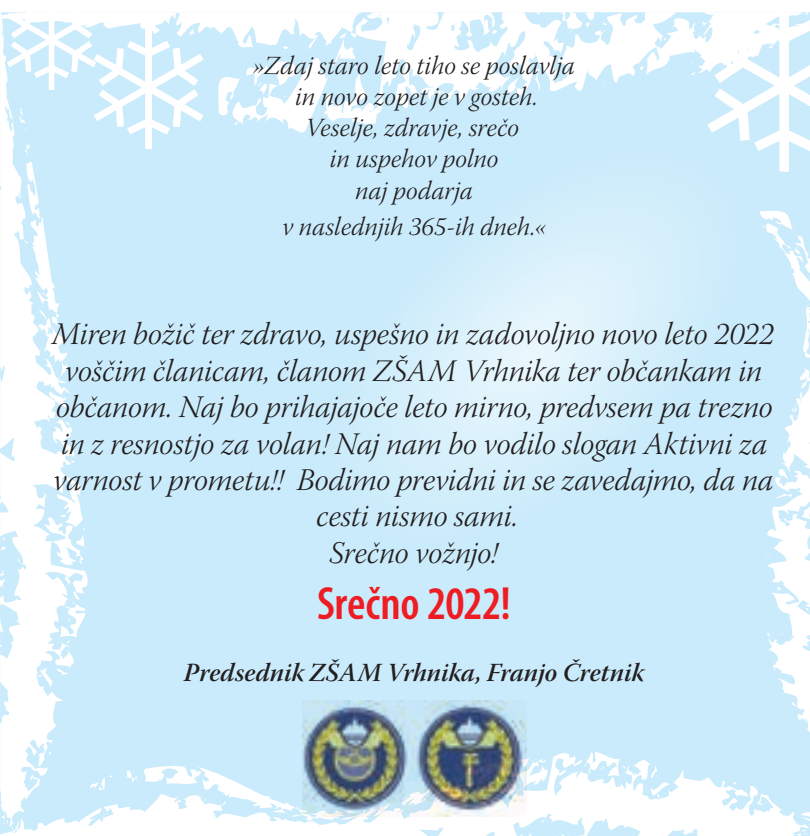 »Zdaj staro leto tiho se poslavlja
in novo zopet je v gosteh.
Veselje, zdravje, srečo
in uspehov polno
naj podarja
v naslednjih 365-ih dneh.«
Miren božič ter zdravo, uspešno in zadovoljno novo leto 2022
voščim članicam, članom ZŠAM Vrhnika ter občankam in
občanom. Naj bo prihajajoče leto mirno, predvsem pa trezno
in z resnostjo za volan! Naj nam bo vodilo slogan Aktivni za
varnost v prometu!! Bodimo previdni in se zavedajmo, da na
cesti nismo sami.
Srečno vožnjo!
Srečno 2022!
Predsednik ZŠAM Vrhnika, Franjo Čretnik